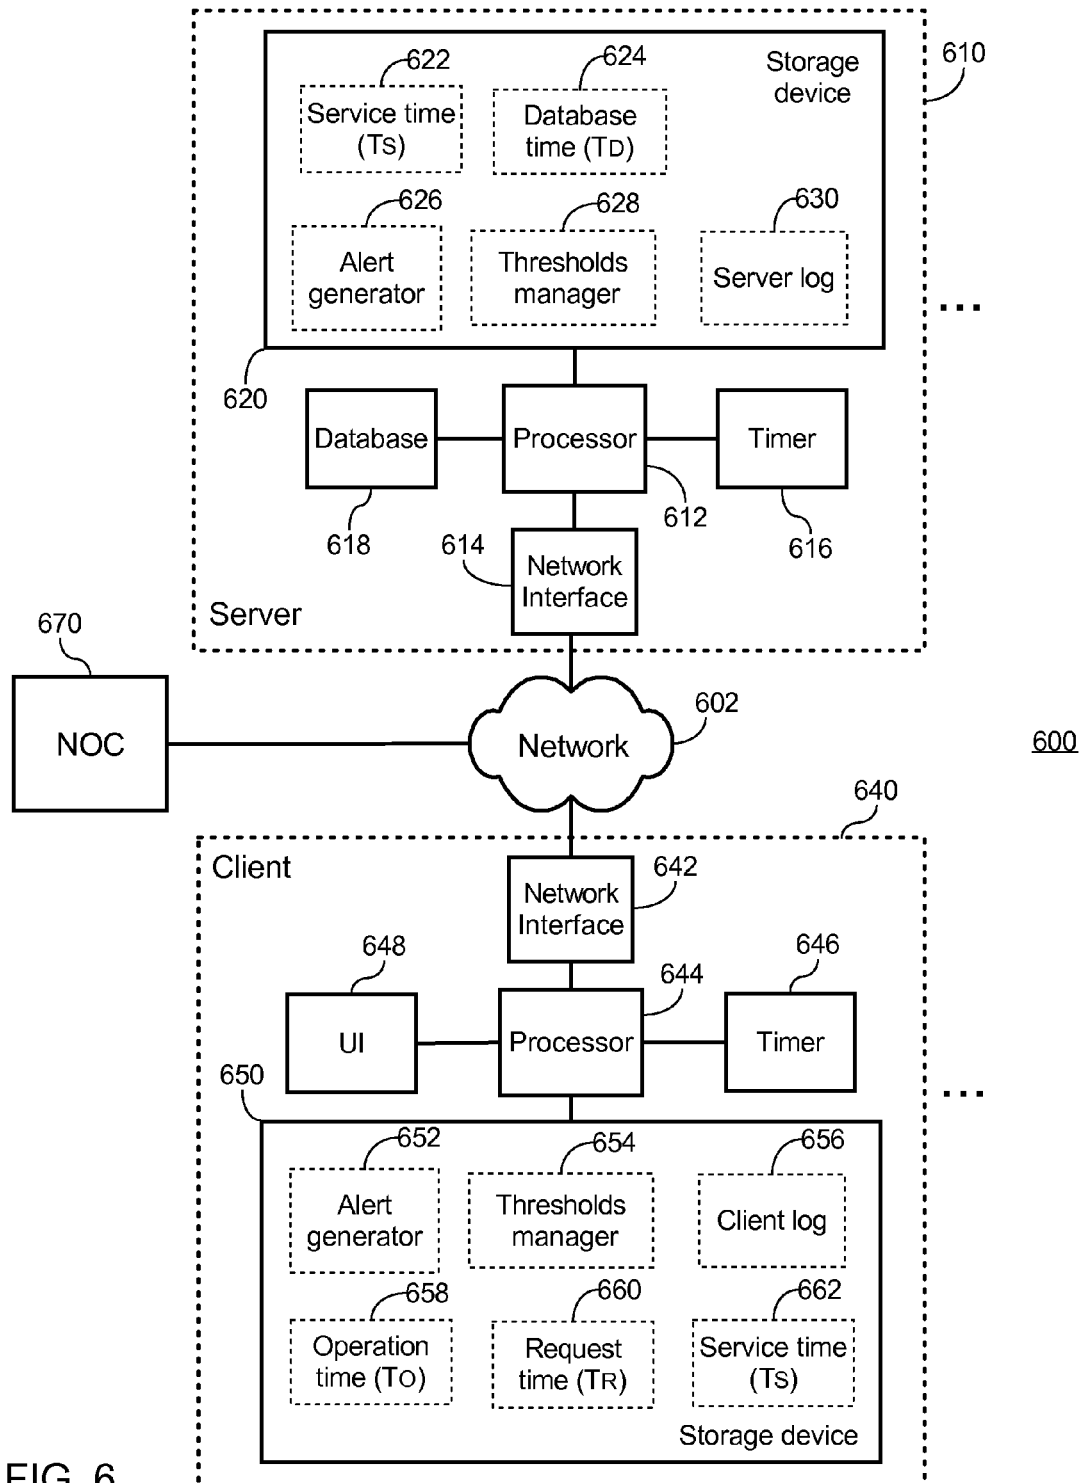 622
624
Storage
device
610
Service time
(Ts)
Database
time (TD)
626
628
630
Alert
generator
Thresholds
manager
Server log
...
620
Database
Processor
Timer
618
614
612
616
Network
Interface
Server
670
602
NOC
Network
600
640
Client
642
Network
Interface
648
646
644
UI
Processor
Timer
650
...
652
654
656
Alert
generator
Thresholds
manager
Client log
658
660
662
Operation
time (To)
Request
time (TR)
Service time
(Ts)
Storage device
FIG. 6